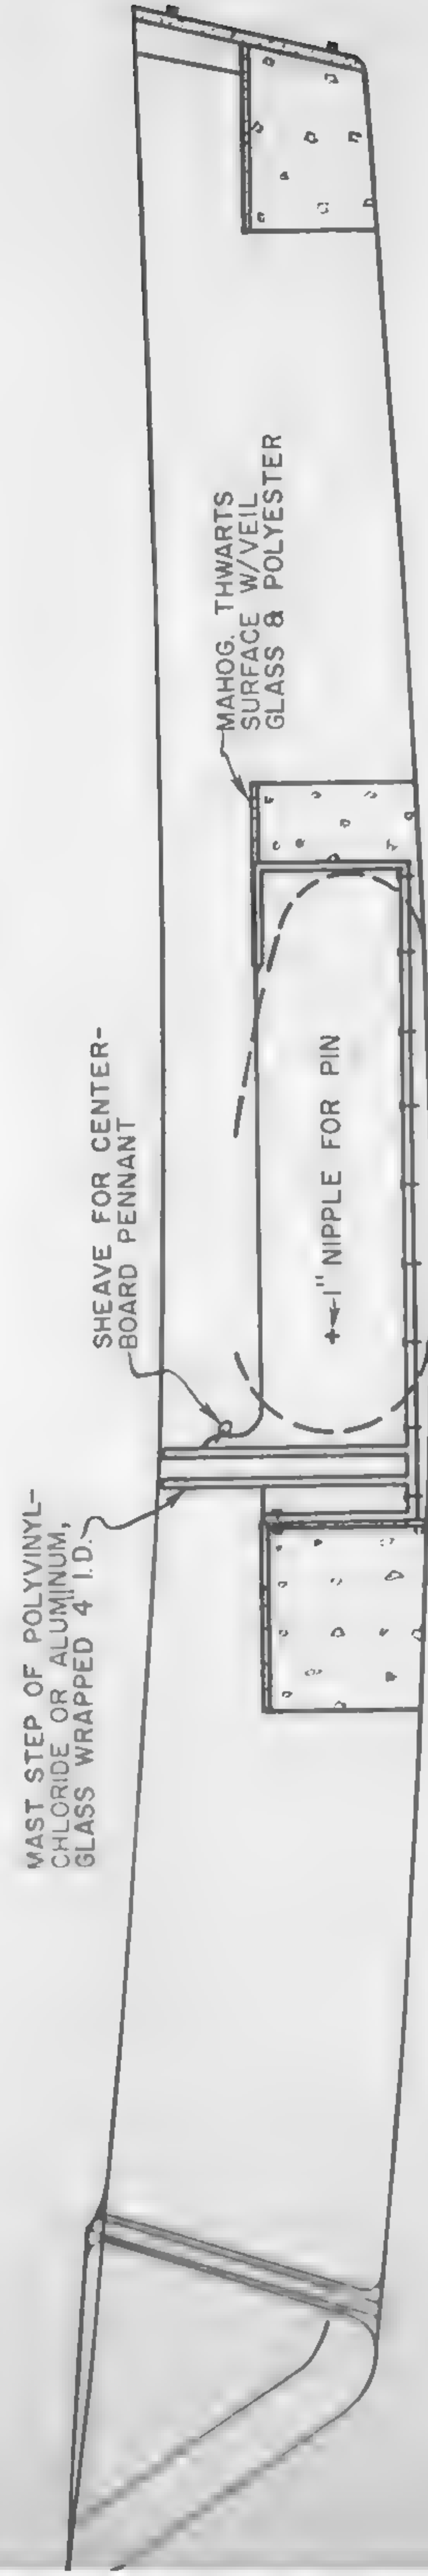 MAST STEP OF POLYVINYL-
CHLORIDE OR ALUMINUM,
GLASS WRAPPED 4" I.D.
SHEAVE FOR CENTER-
BOARD PENNANT
1" NIPPLE FOR PIN
MAHOG. THWARTS
SURFACE W/VEIL
GLASS & POLYESTER